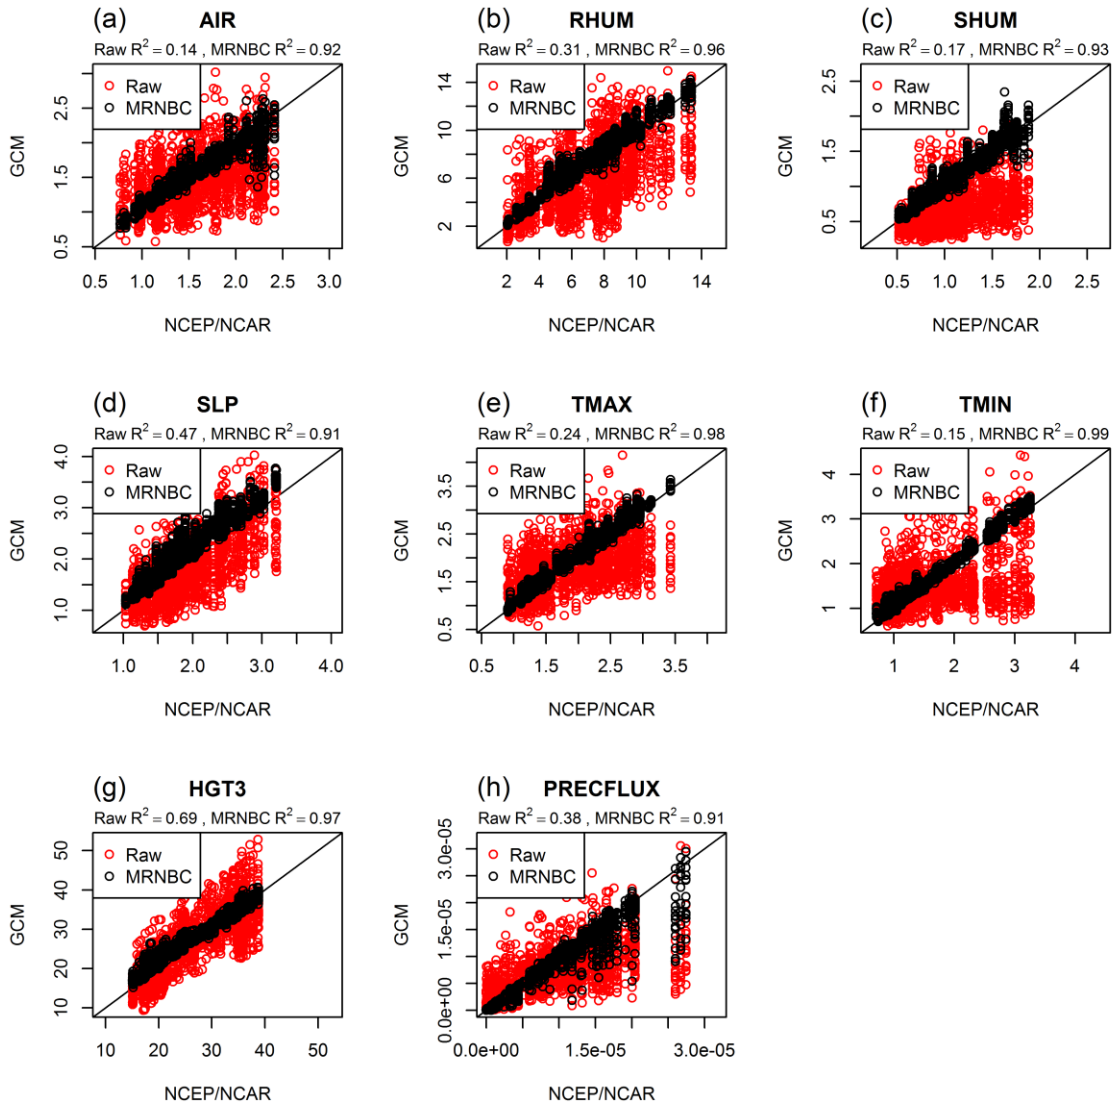 (a) AIR
Raw R² = 0.14 , MRNBC R² = 0.92
Raw
MRNBC
GCM
0.5 1.5 2.5
0.5 1.0 1.5 2.0 2.5 3.0
NCEP/NCAR
(b) RHUM
Raw R² = 0.31 , MRNBC R² = 0.96
Raw
MRNBC
GCM
2 6 10 14
2 4 6 8 10 14
NCEP/NCAR
(c) SHUM
Raw R² = 0.17 , MRNBC R² = 0.93
Raw
MRNBC
GCM
0.5 1.5 2.5
0.5 1.0 1.5 2.0 2.5
NCEP/NCAR
(d) SLP
Raw R² = 0.47 , MRNBC R² = 0.91
Raw
MRNBC
GCM
1.0 2.0 3.0 4.0
1.0 2.0 3.0 4.0
NCEP/NCAR
(e) TMAX
Raw R² = 0.24 , MRNBC R² = 0.98
Raw
MRNBC
GCM
0.5 1.5 2.5 3.5
0.5 1.5 2.5 3.5
NCEP/NCAR
(f) TMIN
Raw R² = 0.15 , MRNBC R² = 0.99
Raw
MRNBC
GCM
1 2 3 4
1 2 3 4
NCEP/NCAR
(g) HGT3
Raw R² = 0.69 , MRNBC R² = 0.97
Raw
MRNBC
GCM
10 20 30 40 50
10 20 30 40 50
NCEP/NCAR
(h) PRECFLUX
Raw R² = 0.38 , MRNBC R² = 0.91
Raw
MRNBC
GCM
0.0e+00 1.5e-05 3.0e-05
0.0e+00 1.5e-05 3.0e-05
NCEP/NCAR